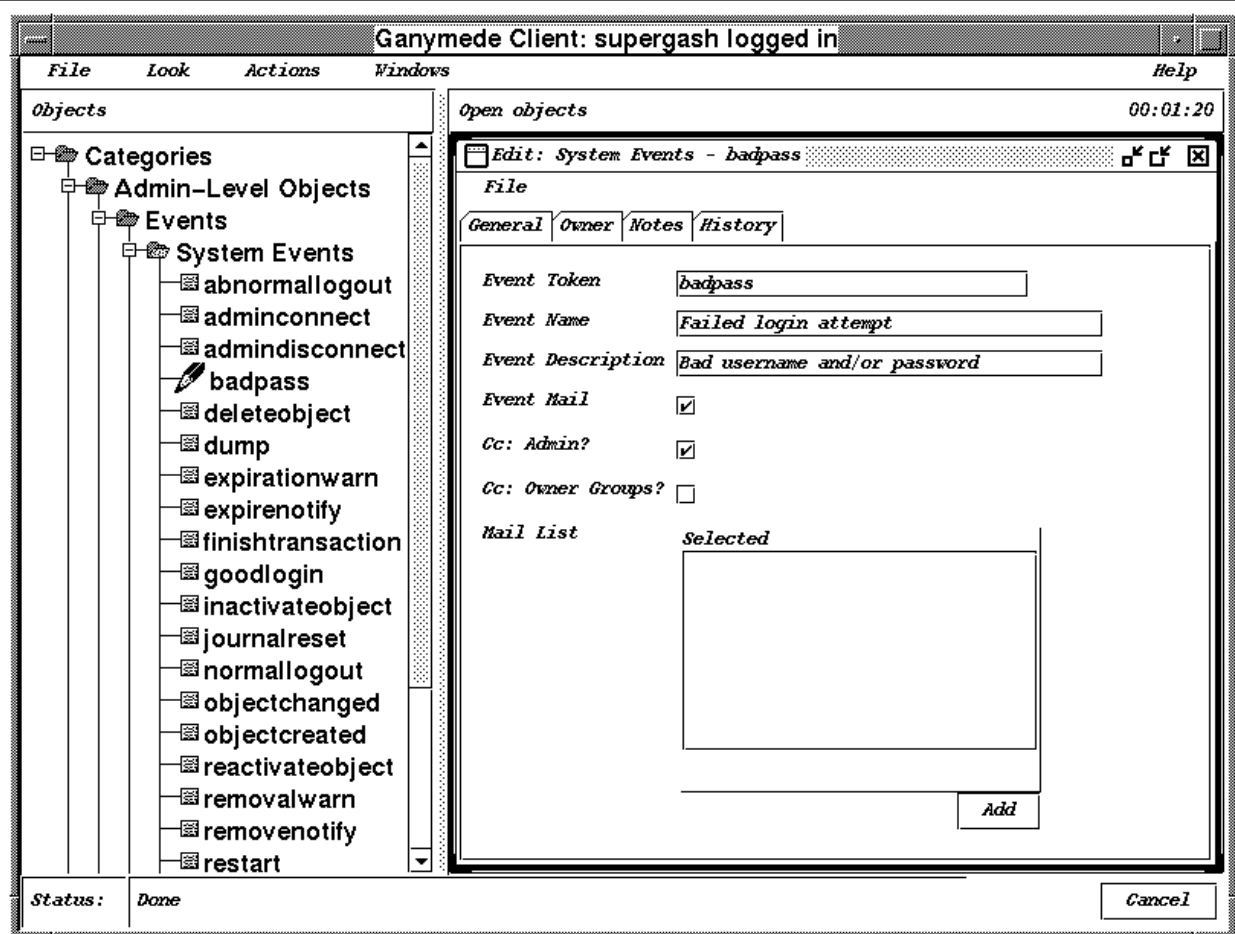 Ganymede Client: supergash logged in
File Look Actions Windows Help
Objects
Categories
Admin-Level Objects
Events
System Events
abnormallogout
adminconnect
admindisconnect
badpass
deleteobject
dump
expirationwarn
expirenotify
finishtransaction
goodlogin
inactivateobject
journalreset
normallogout
objectchanged
objectcreated
reactivateobject
removalwarn
removenotify
restart
Open objects 00:01:20
Edit: System Events - badpass
File
General Owner Notes History
Event Token badpass
Event Name Failed login attempt
Event Description Bad username and/or password
Event Mail
Cc: Admin?
Cc: Owner Groups?
Mail List Selected
Add
Status: Done Cancel